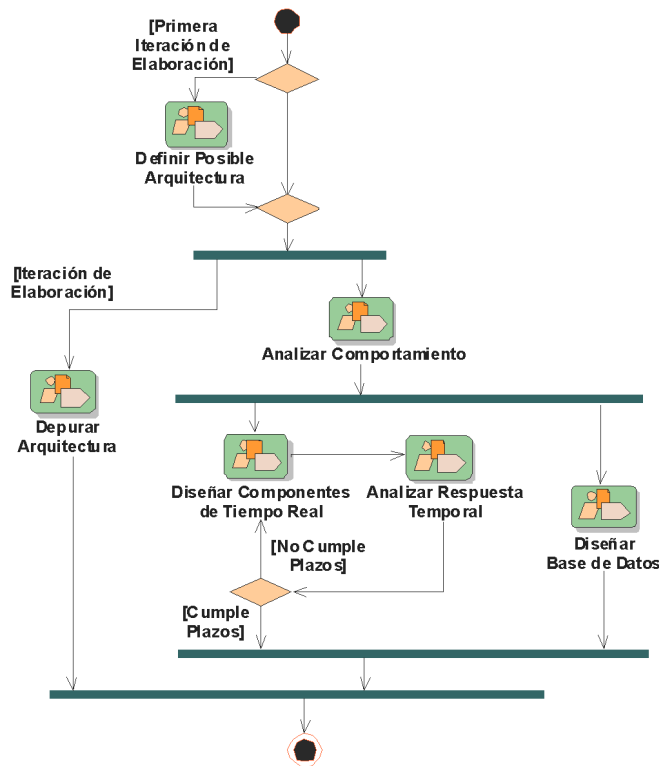 [Primera
Iteración de
Elaboración]
Definir Posible
Arquitectura
[Iteración de
Elaboración]
Analizar Comportamiento
Depurar
Arquitectura
Diseñar Componentes
de Tiempo Real
Analizar Respuesta
Temporal
Diseñar
Base de Datos
[No Cumple
Plazos]
[Cumple
Plazos]